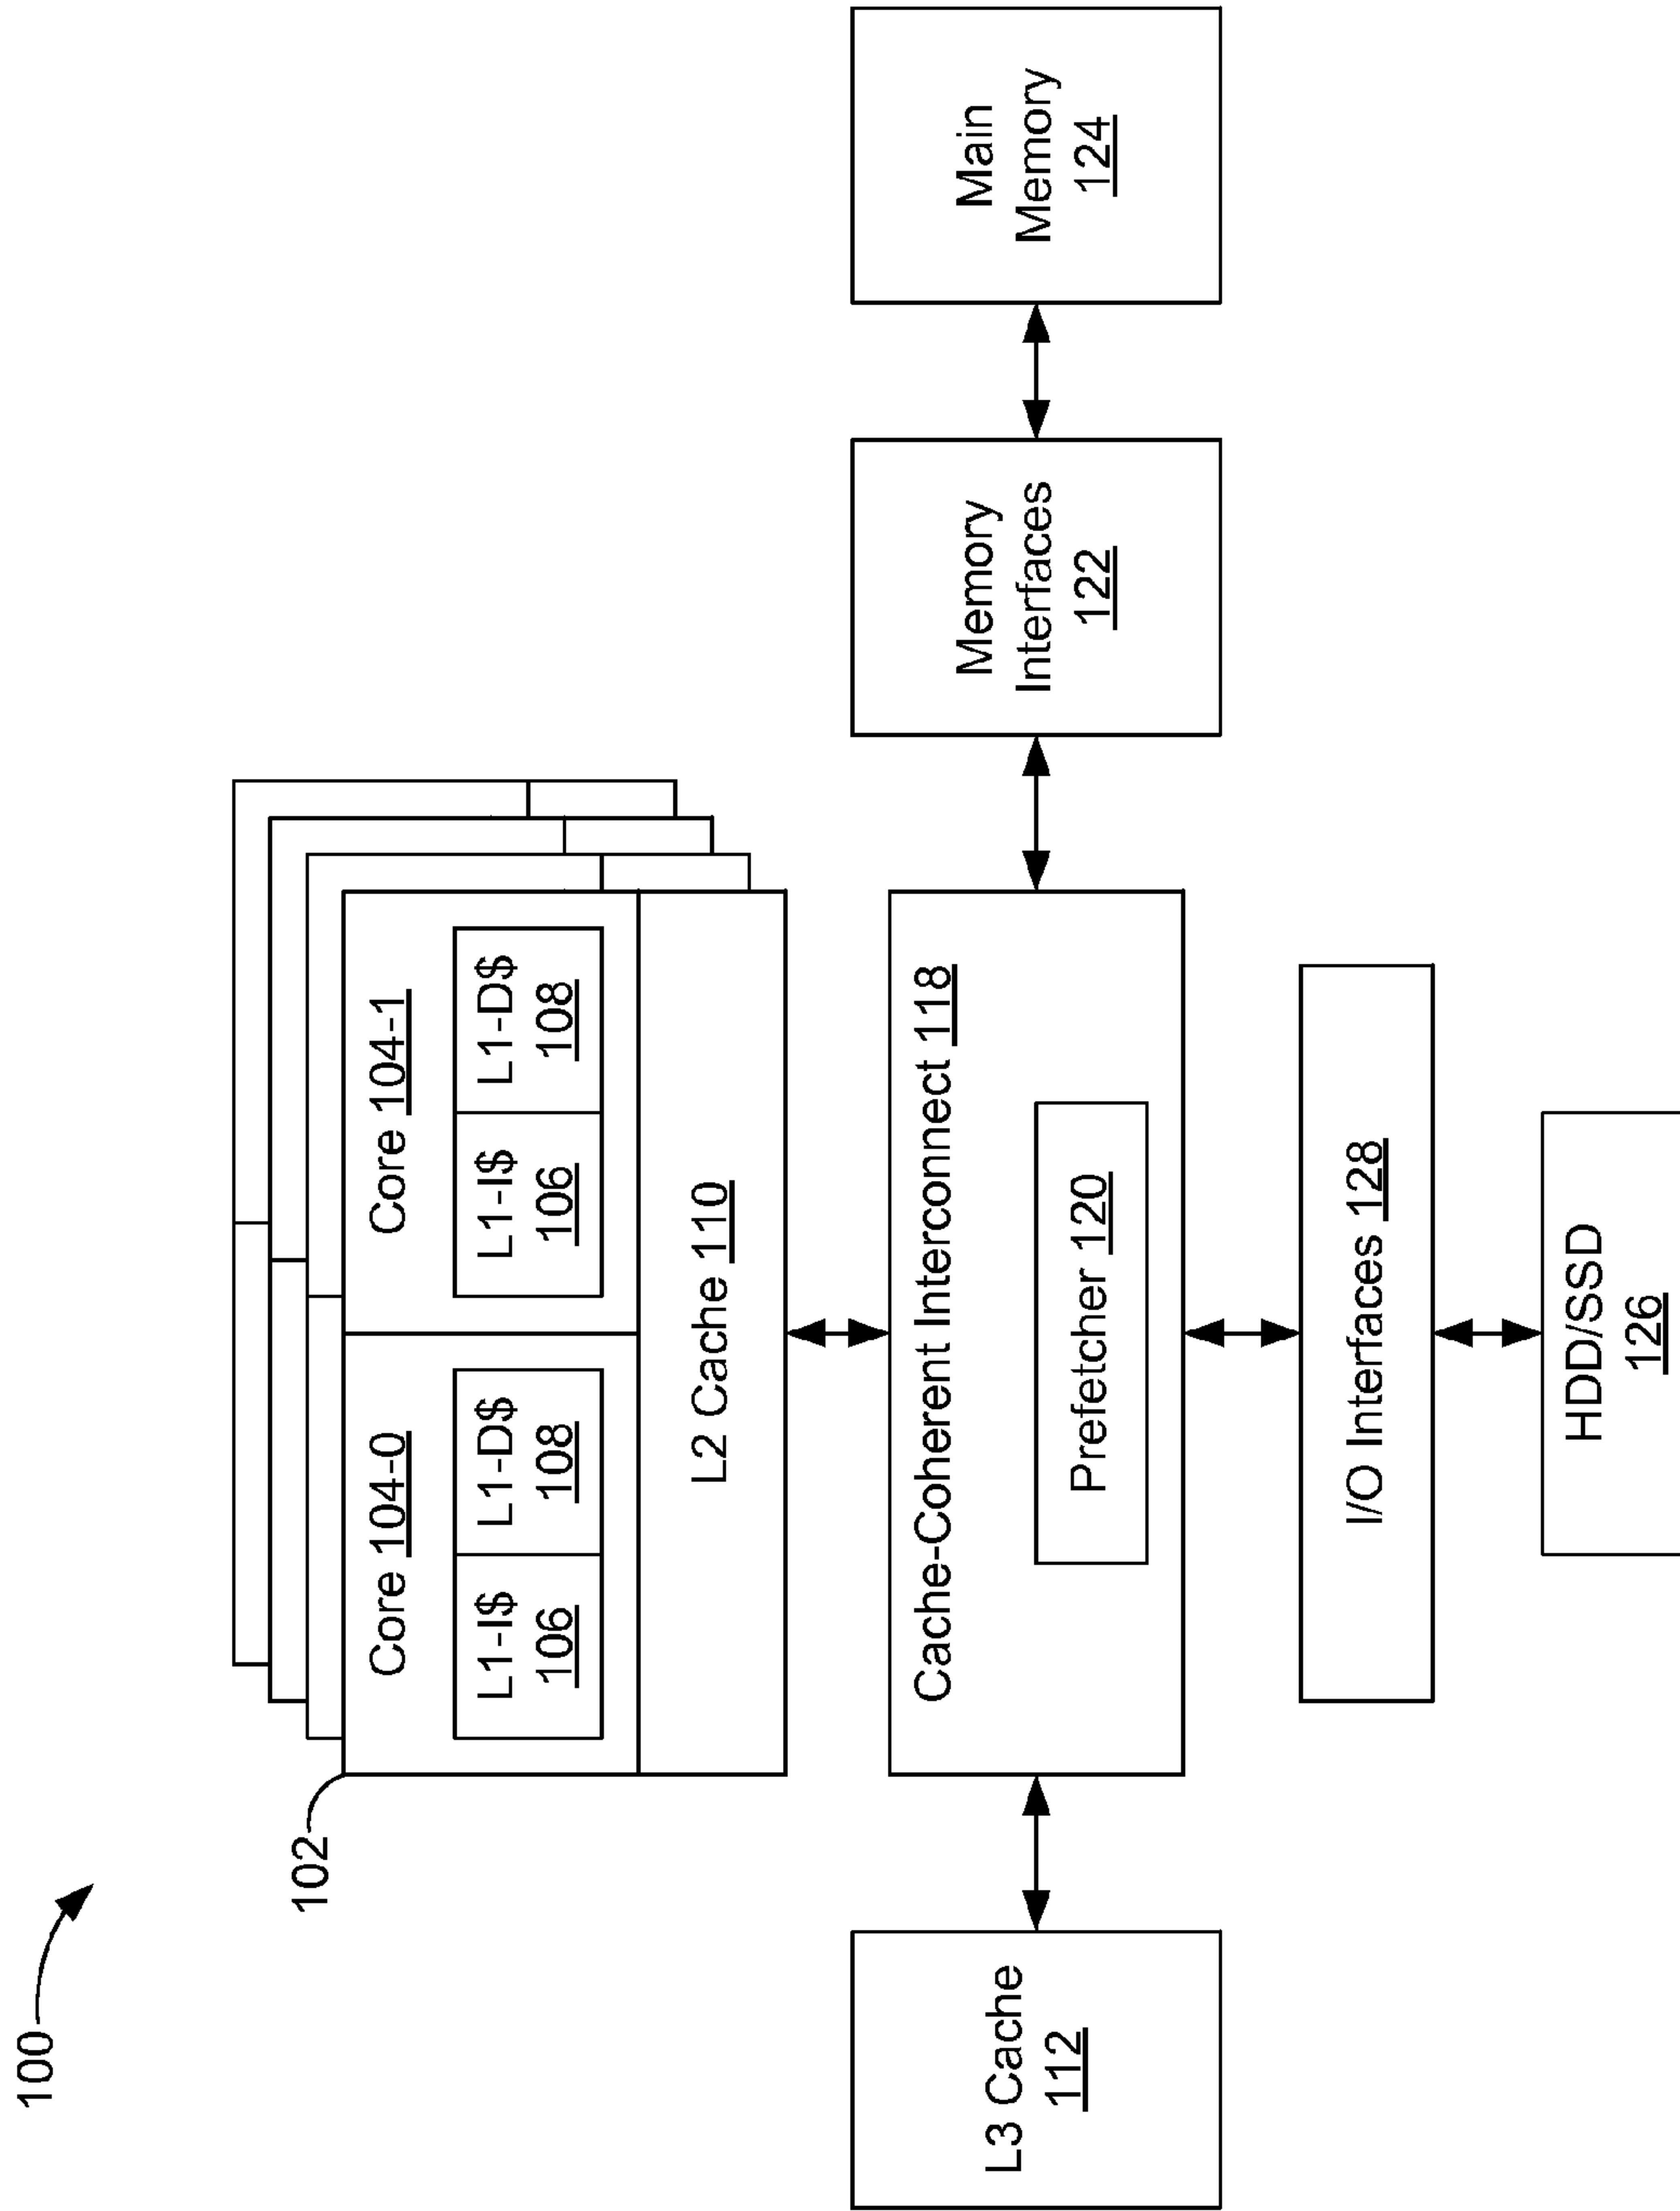 100
102
Core 104-0
L1-I$
106
L1-D$
108
Core 104-1
L1-I$
106
L1-D$
108
L2 Cache 110
L3 Cache
112
Cache-Coherent Interconnect 118
Prefetcher 120
Memory
Interfaces
122
Main
Memory
124
I/O Interfaces 128
HDD/SSD
126